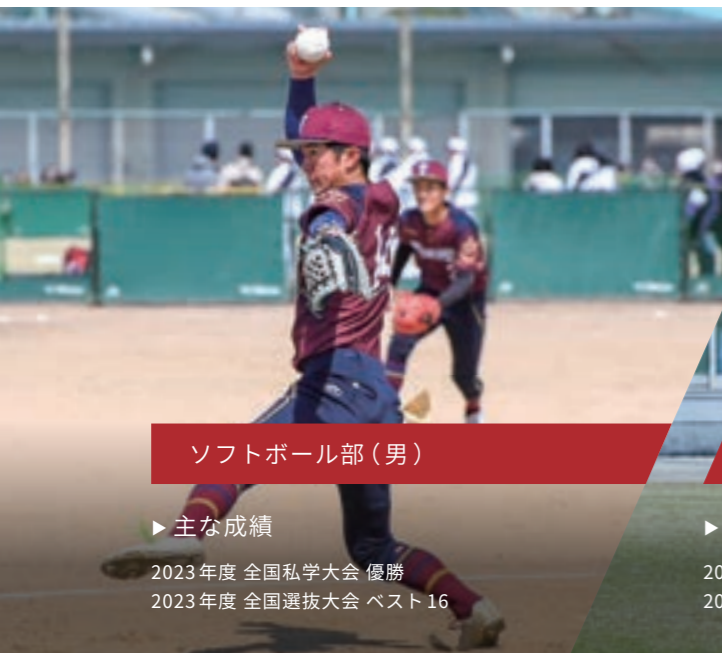 ソフトボール部（男）
▶主な成績
2023年度 全国私学大会 優勝
2023年度 全国選抜大会 ベスト16
▶
20
20